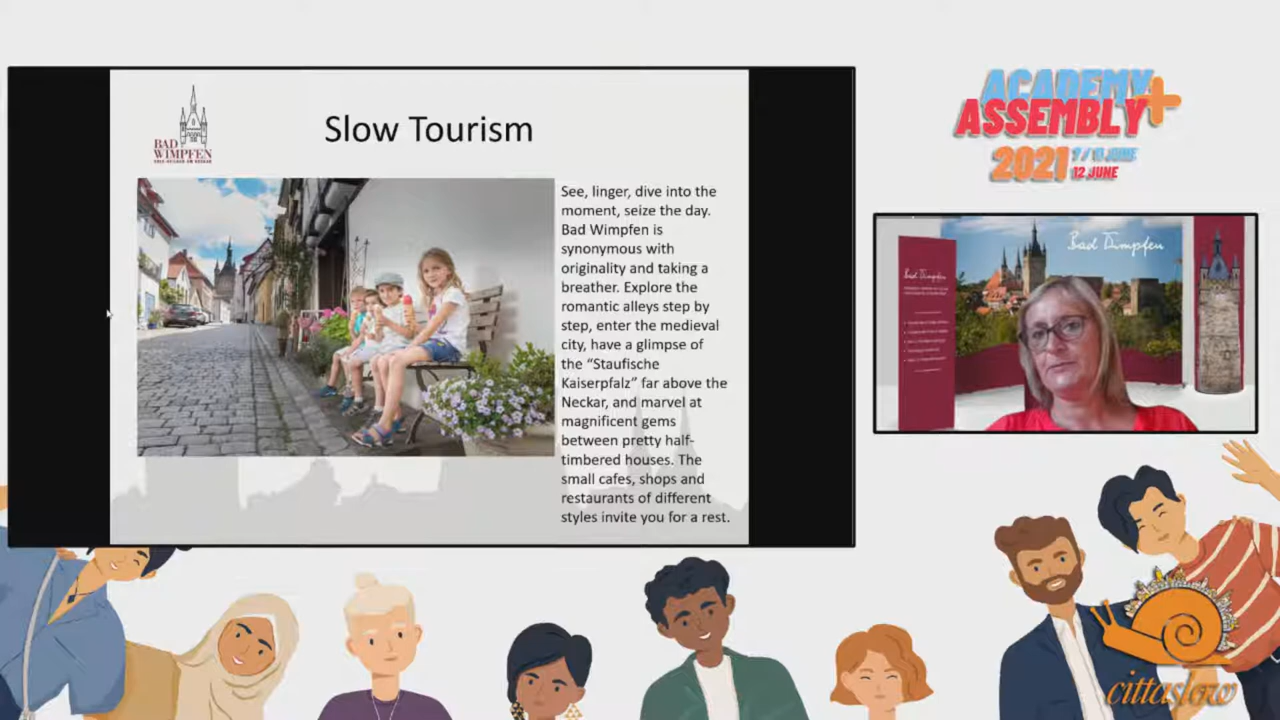 BAD
WIMPFEN
Slow Tourism
See, linger, dive into the
moment, seize the day.
Bad Wimpfen is
synonymous with
originality and taking a
breather. Explore the
romantic alleys step by
step, enter the medieval
city, have a glimpse of
the “Staufische
Kaiserpfalz” far above the
Neckar, and marvel at
magnificent gems
between pretty half-
timbered houses. The
small cafes, shops and
restaurants of different
styles invite you for a rest.
ACADEMY
ASSEMBLY+
2021
12 JUNE
Bad Wimpfen
Bad Wimpfen
cittaslow